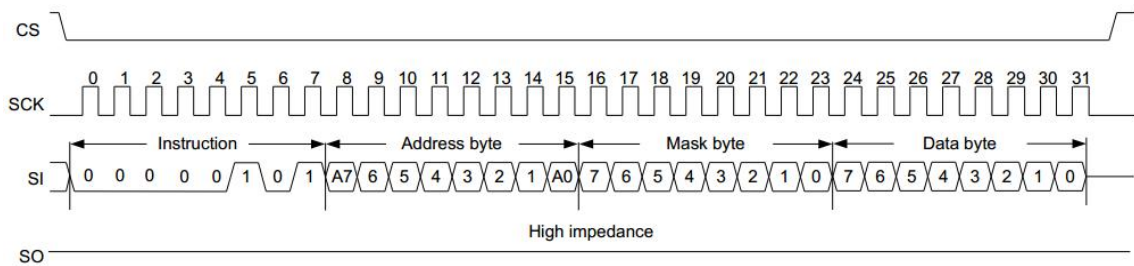 CS
0 1 2 3 4 5 6 7 8 9 10 11 12 13 14 15 16 17 18 19 20 21 22 23 24 25 26 27 28 29 30 31
SCK
Instruction Address byte Mask byte Data byte
SI 0 0 0 0 0 1 0 1 A7 6 5 4 3 2 1 A0 7 6 5 4 3 2 1 0 7 6 5 4 3 2 1 0
High impedance
SO